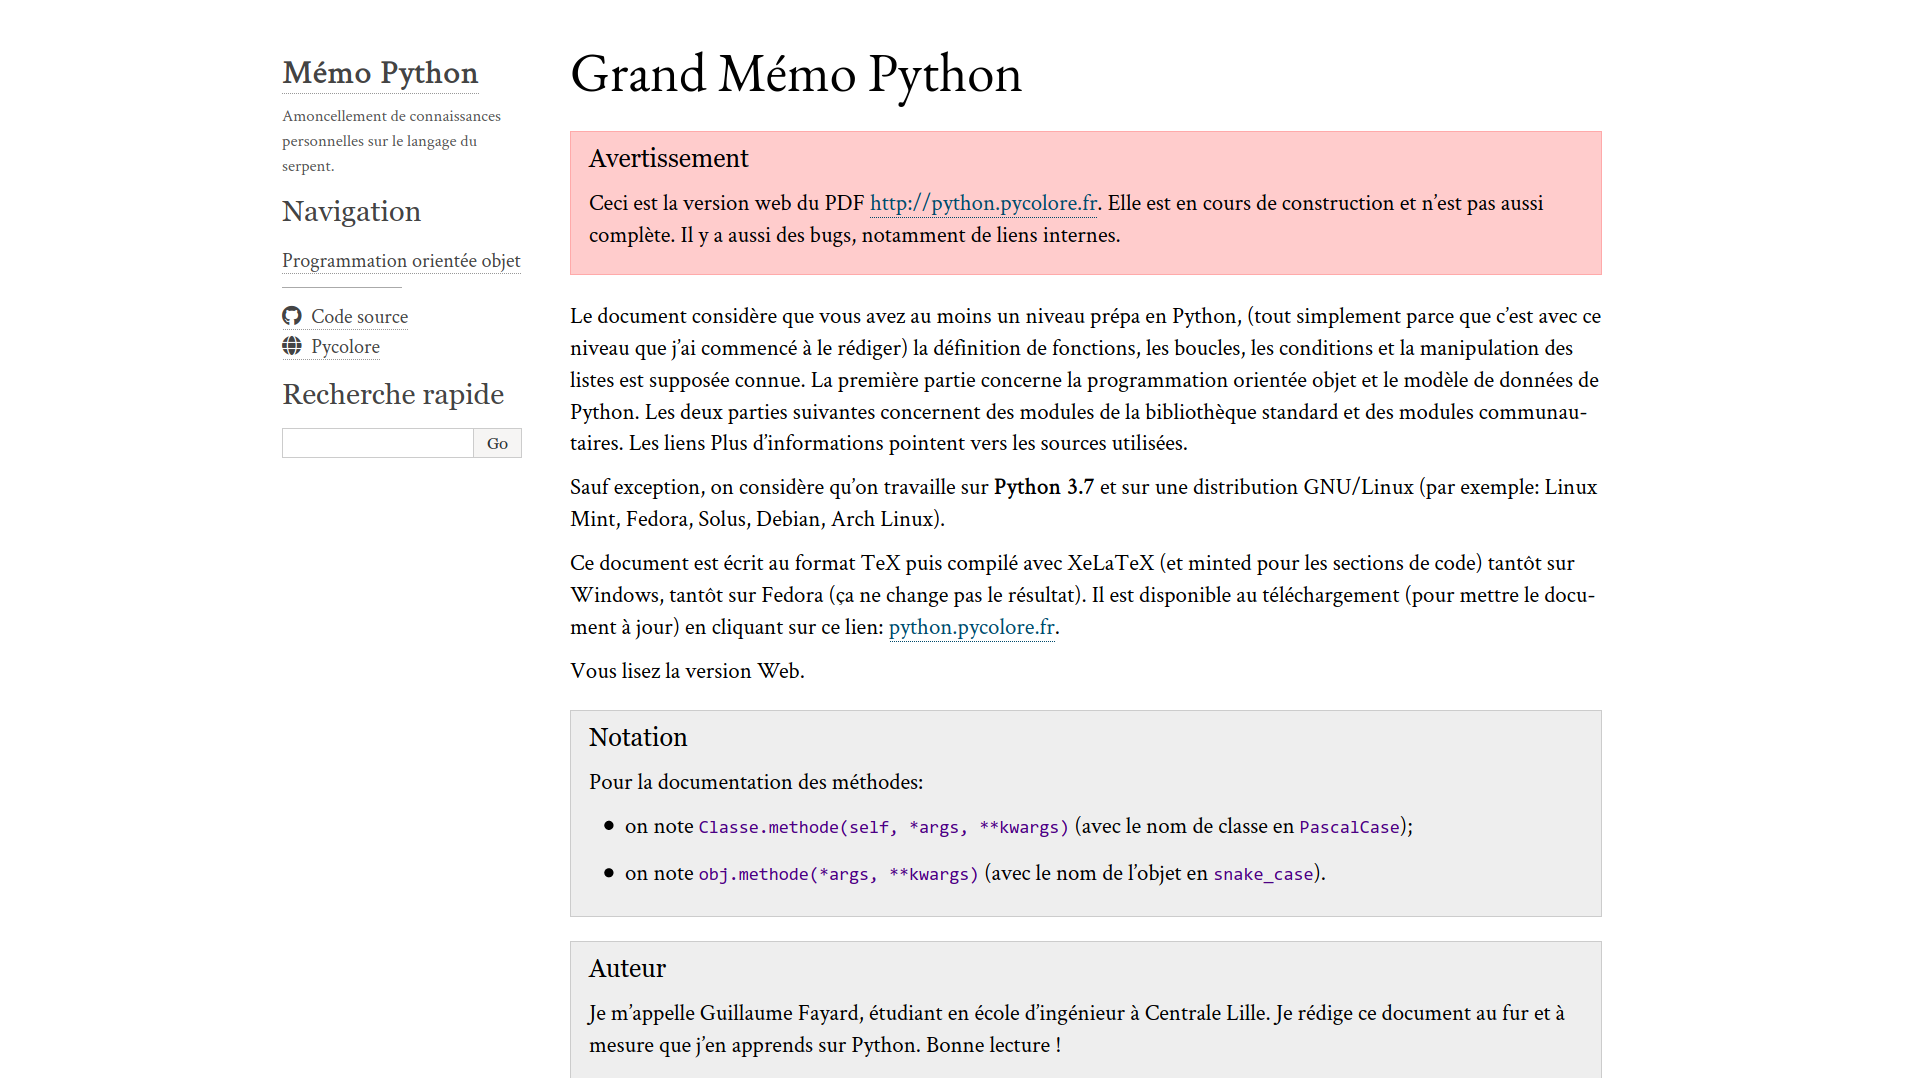 Mémo Python
Amoncellement de connaissances
personnelles sur le langage du
serpent.
Navigation
Programmation orientée objet
Code source
Pycolore
Recherche rapide
Go
Grand Mémo Python
Avertissement
Ceci est la version web du PDF http://python.pycolore.fr. Elle est en cours de construction et n’est pas aussi
complète. Il y a aussi des bugs, notamment de liens internes.
Le document considère que vous avez au moins un niveau prépa en Python, (tout simplement parce que c’est avec ce
niveau que j’ai commencé à le rédiger) la définition de fonctions, les boucles, les conditions et la manipulation des
listes est supposée connue. La première partie concerne la programmation orientée objet et le modèle de données de
Python. Les deux parties suivantes concernent des modules de la bibliothèque standard et des modules communau-
taires. Les liens Plus d’informations pointent vers les sources utilisées.
Sauf exception, on considère qu’on travaille sur Python 3.7 et sur une distribution GNU/Linux (par exemple: Linux
Mint, Fedora, Solus, Debian, Arch Linux).
Ce document est écrit au format TeX puis compilé avec XeLaTeX (et minted pour les sections de code) tantôt sur
Windows, tantôt sur Fedora (ça ne change pas le résultat). Il est disponible au téléchargement (pour mettre le docu-
ment à jour) en cliquant sur ce lien: python.pycolore.fr.
Vous lisez la version Web.
Notation
Pour la documentation des méthodes:
• on note Classe.methode(self, *args, **kwargs) (avec le nom de classe en PascalCase);
• on note obj.methode(*args, **kwargs) (avec le nom de l’objet en snake_case).
Auteur
Je m’appelle Guillaume Fayard, étudiant en école d’ingénieur à Centrale Lille. Je rédige ce document au fur et à
mesure que j’en apprends sur Python. Bonne lecture !